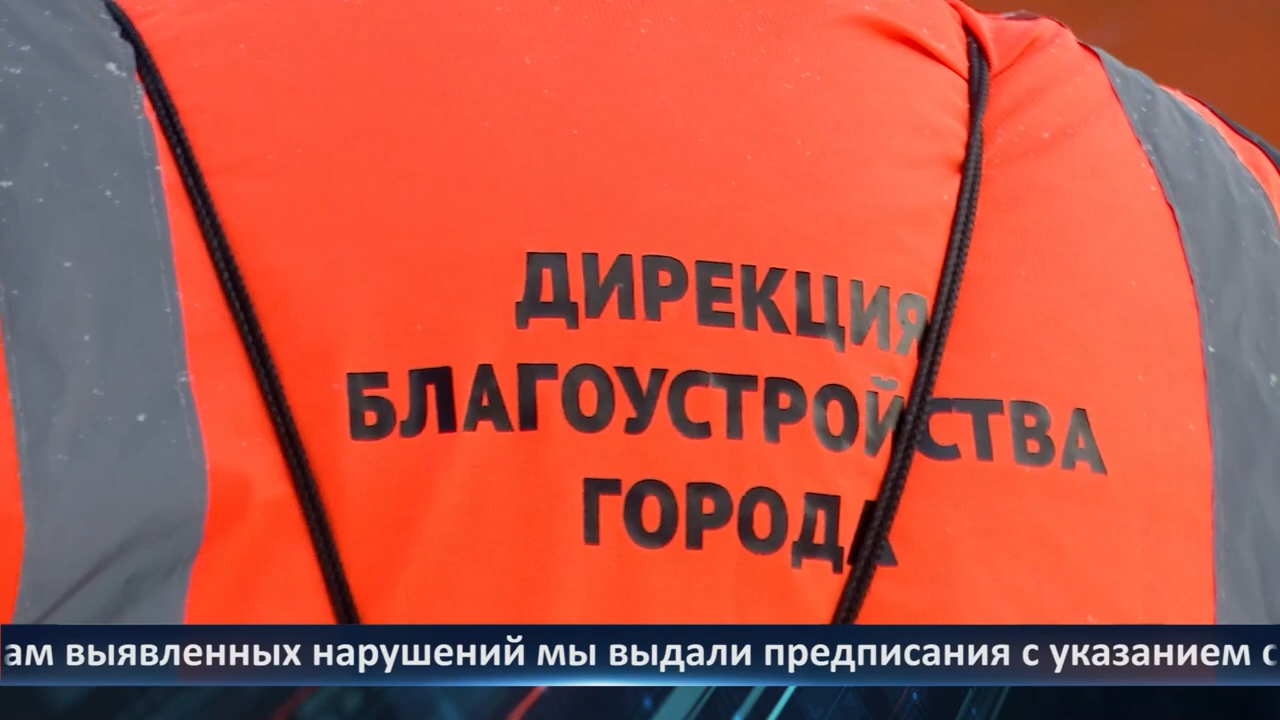 ДИРЕКЦИЯ
БЛАГОУСТРОЙСТВА
ГОРОДА
ам выявленных нарушений мы выдали предписания с указанием с